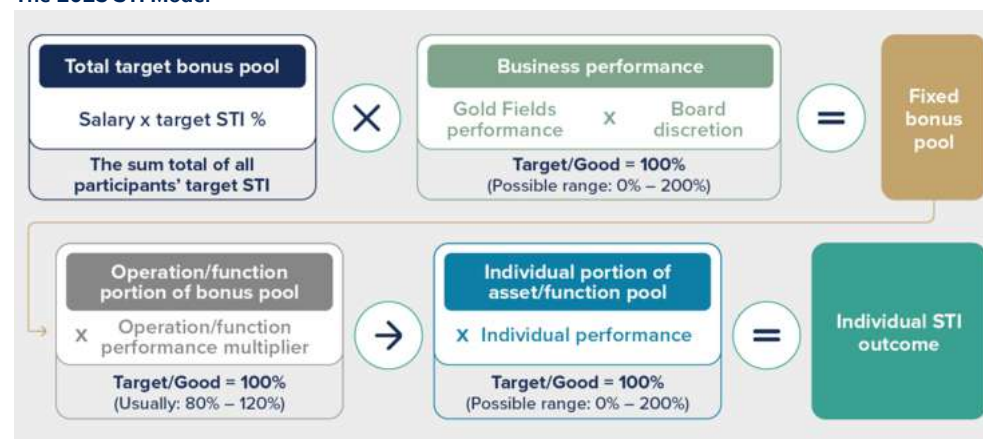 Total target bonus pool
Salary x target STI %
The sum total of all
participants' target STI
Business performance
Gold Fields
performance
x
Board
discretion
Target/Good = 100%
(Possible range: 0% – 200%)
=
Fixed
bonus
pool
Operation/function
portion of bonus pool
x Operation/function
performance multiplier
Target/Good = 100%
(Usually: 80% – 120%)
Individual portion of
asset/function pool
x Individual performance
Target/Good = 100%
(Possible range: 0% – 200%)
=
Individual STI
outcome